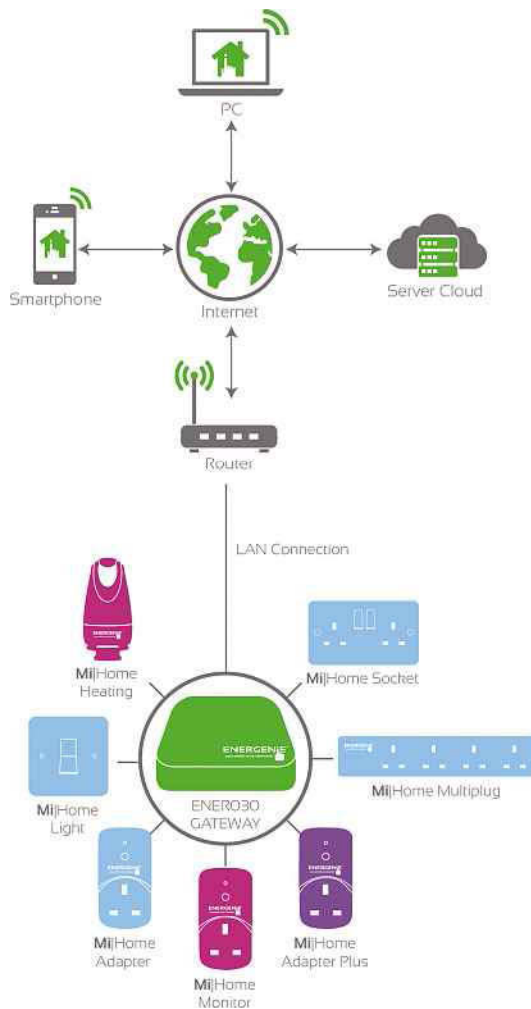 PC
Smartphone
Internet
Server Cloud
Router
LAN Connection
Mi|Home
Heating
Mi|Home Socket
ENERGENIE
ENER030
GATEWAY
Mi|Home
Light
Mi|Home Multiplug
Mi|Home
Adapter
Mi|Home
Monitor
Mi|Home
Adapter Plus